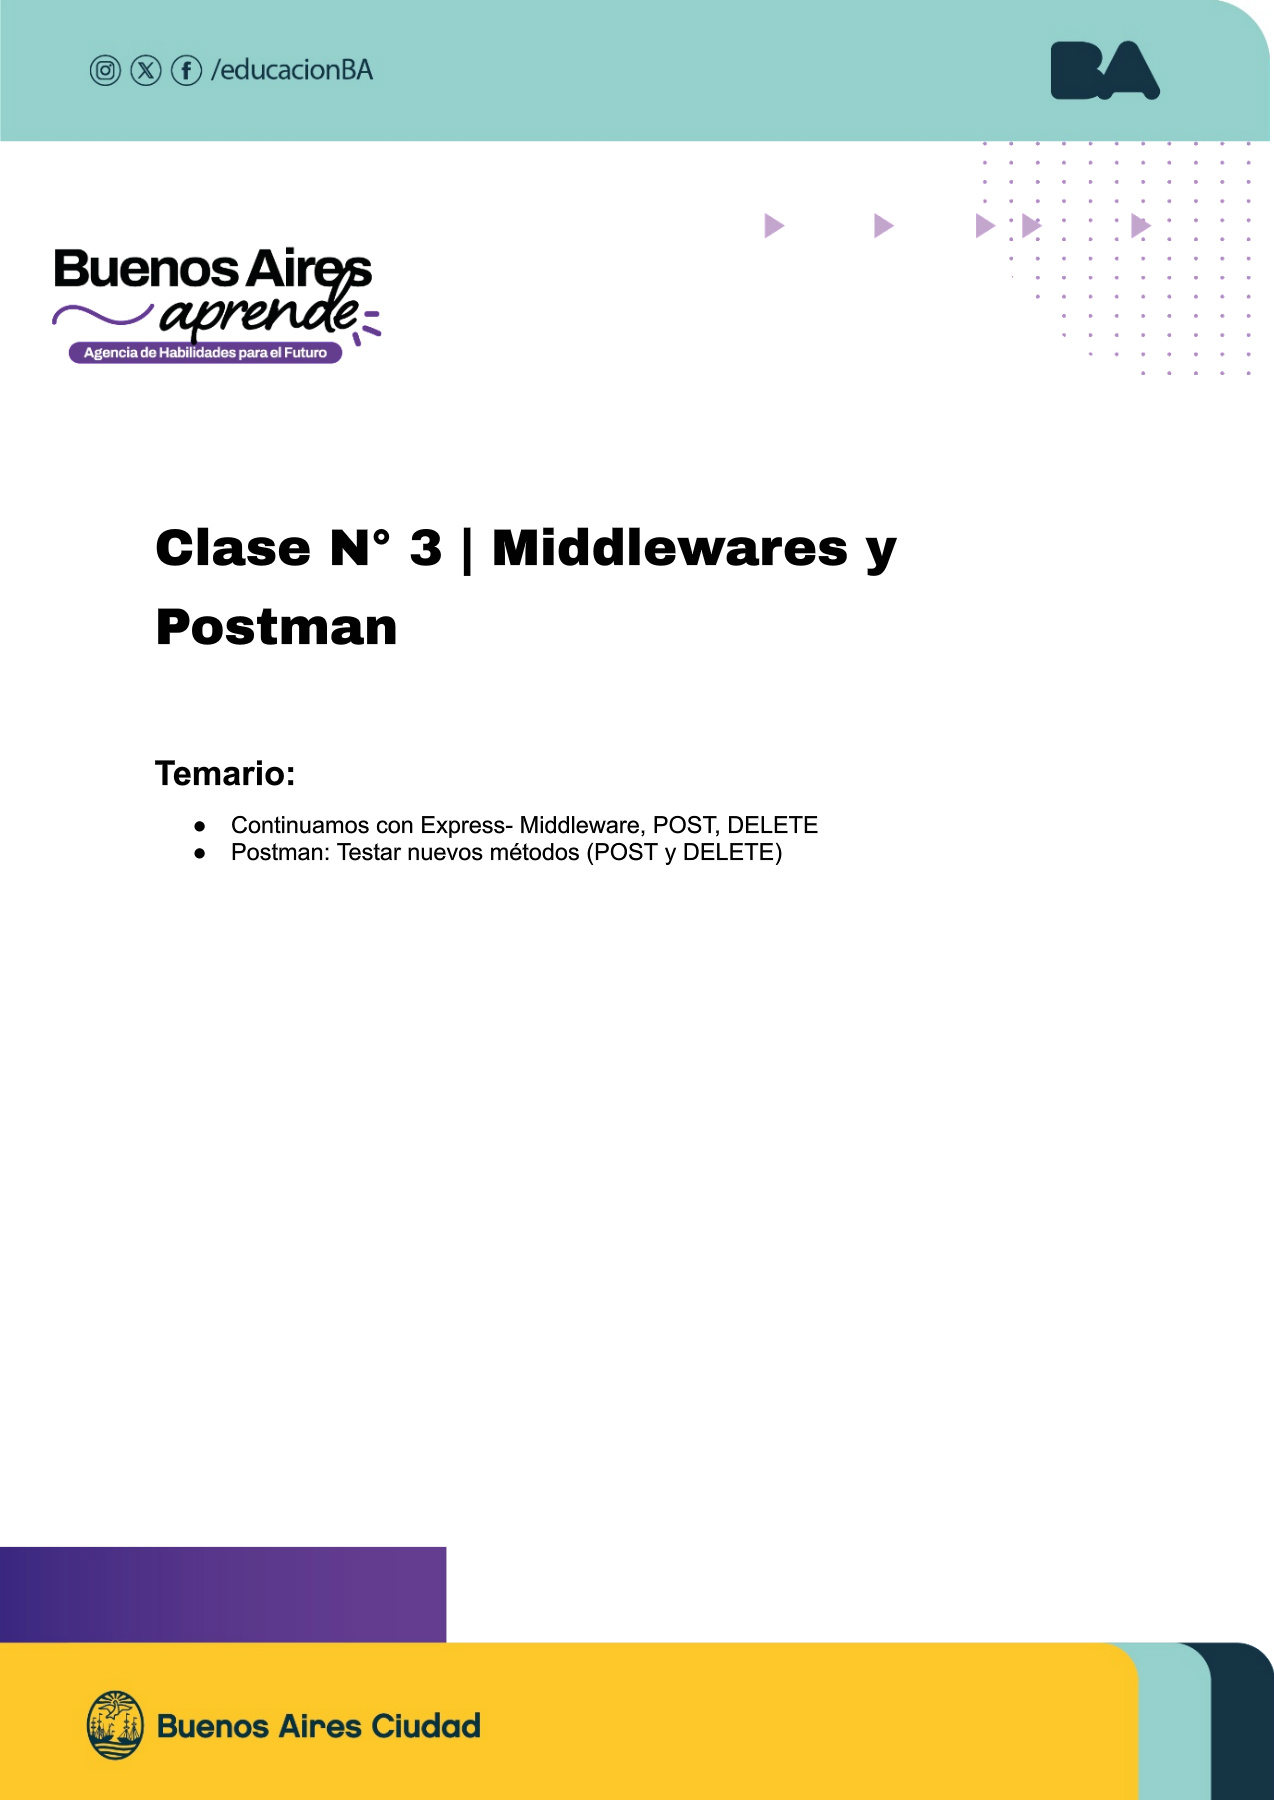 /educacionBA
BA
Buenos Aires
aprende
Agencia de Habilidades para el Futuro
Clase N° 3 | Middlewares y
Postman
Temario:
● Continuamos con Express- Middleware, POST, DELETE
● Postman: Testar nuevos métodos (POST y DELETE)
Buenos Aires Ciudad